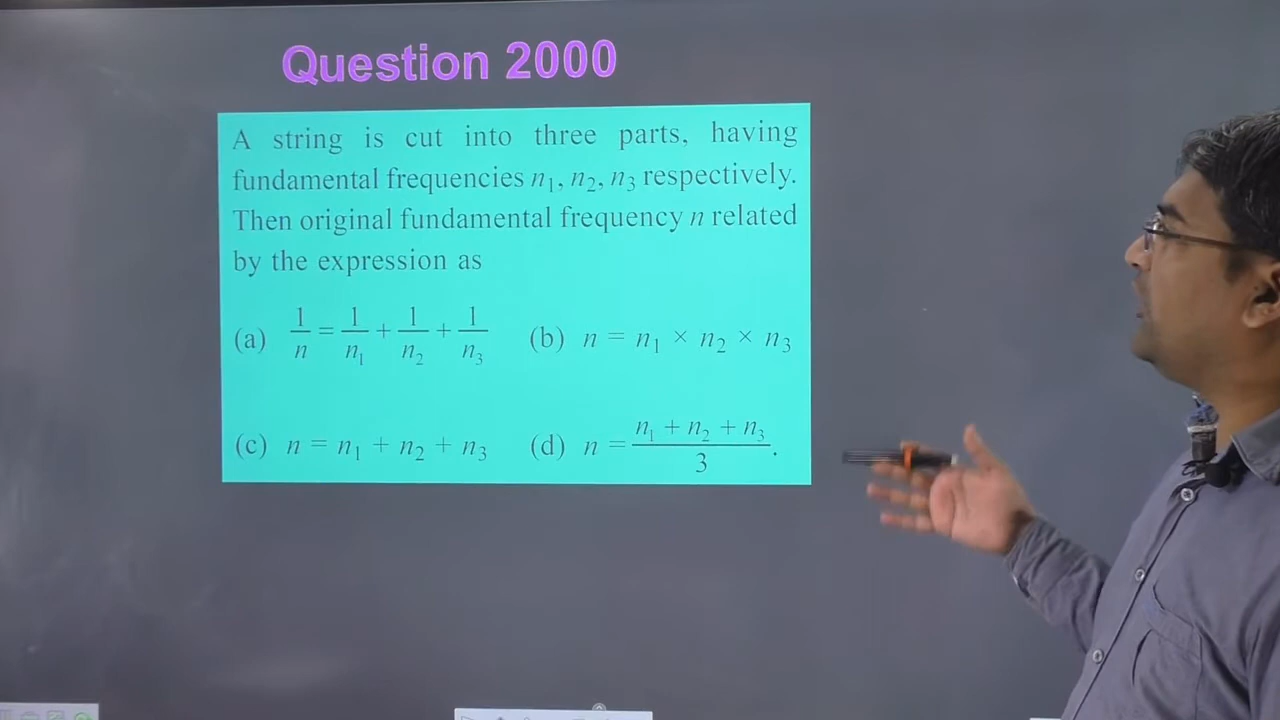 Question 2000
A string is cut into three parts, having
fundamental frequencies n₁, n₂, n₃ respectively.
Then original fundamental frequency n related
by the expression as
(a) 1/n = 1/n₁ + 1/n₂ + 1/n₃ (b) n = n₁ × n₂ × n₃
(c) n = n₁ + n₂ + n₃ (d) n = (n₁ + n₂ + n₃)/3.